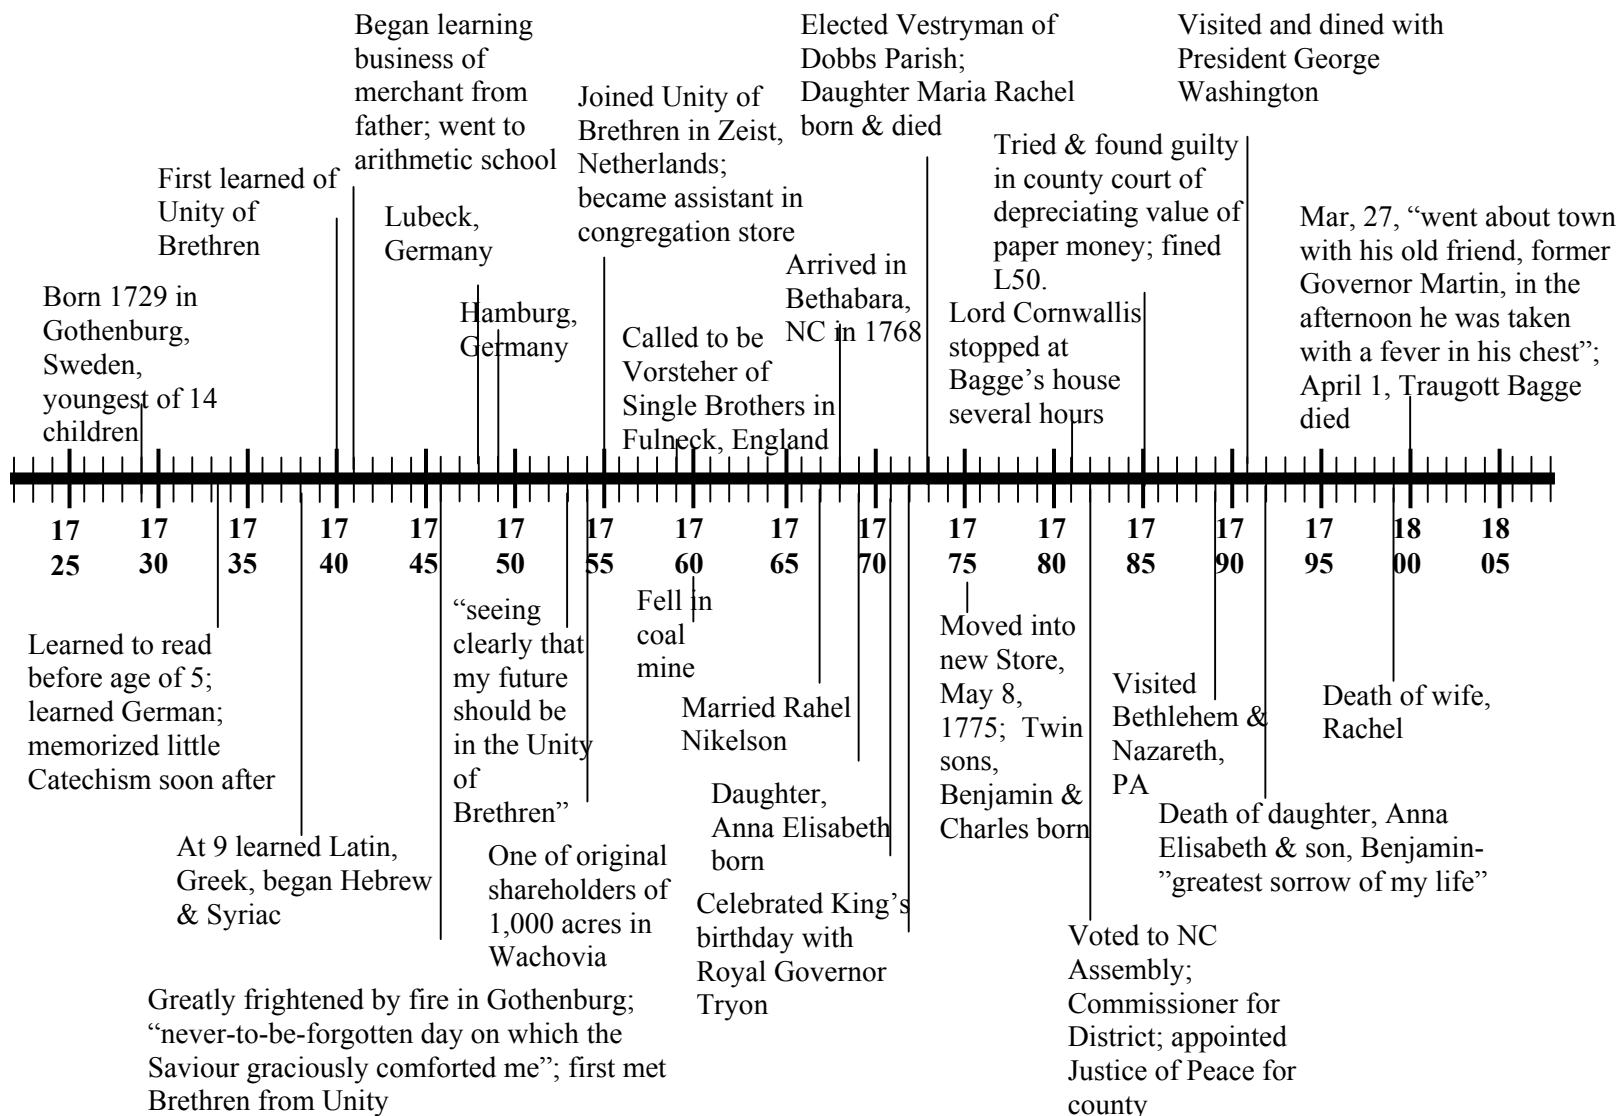 Born 1729 in
Gothenburg,
Sweden,
youngest of 14
children
First learned of
Unity of
Brethren
Began learning
business of
merchant from
father; went to
arithmetic school
Lubeck,
Germany
Hamburg,
Germany
Joined Unity of
Brethren in Zeist,
Netherlands;
became assistant in
congregation store
Called to be
Vorsteher of
Single Brothers in
Fulneck, England
Arrived in
Bethabara,
NC in 1768
Elected Vestryman of
Dobbs Parish;
Daughter Maria Rachel
born & died
Lord Cornwallis
stopped at
Bagge’s house
several hours
Tried & found guilty
in county court of
depreciating value of
paper money; fined
L50.
Visited and dined with
President George
Washington
Mar, 27, “went about town
with his old friend, former
Governor Martin, in the
afternoon he was taken
with a fever in his chest”;
April 1, Traugott Bagge
died
17 17 17 17 17 17 17 17 17 17 17 17 17 17 17 18 18
25 30 35 40 45 50 55 60 65 70 75 80 85 90 95 00 05
Learned to read
before age of 5;
learned German;
memorized little
Catechism soon after
At 9 learned Latin,
Greek, began Hebrew
& Syriac
Greatly frightened by fire in Gothenburg;
“never-to-be-forgotten day on which the
Saviour graciously comforted me”; first met
Brethren from Unity
“seeing
clearly that
my future
should be
in the Unity
of
Brethren”
One of original
shareholders of
1,000 acres in
Wachovia
Fell in
coal
mine
Married Rahel
Nikelson
Daughter,
Anna Elisabeth
born
Celebrated King’s
birthday with
Royal Governor
Tryon
Moved into
new Store,
May 8,
1775; Twin
sons,
Benjamin &
Charles born
Voted to NC
Assembly;
Commissioner for
District; appointed
Justice of Peace for
county
Visited
Bethlehem &
Nazareth,
PA
Death of daughter, Anna
Elisabeth & son, Benjamin-
”greatest sorrow of my life”
Death of wife,
Rachel